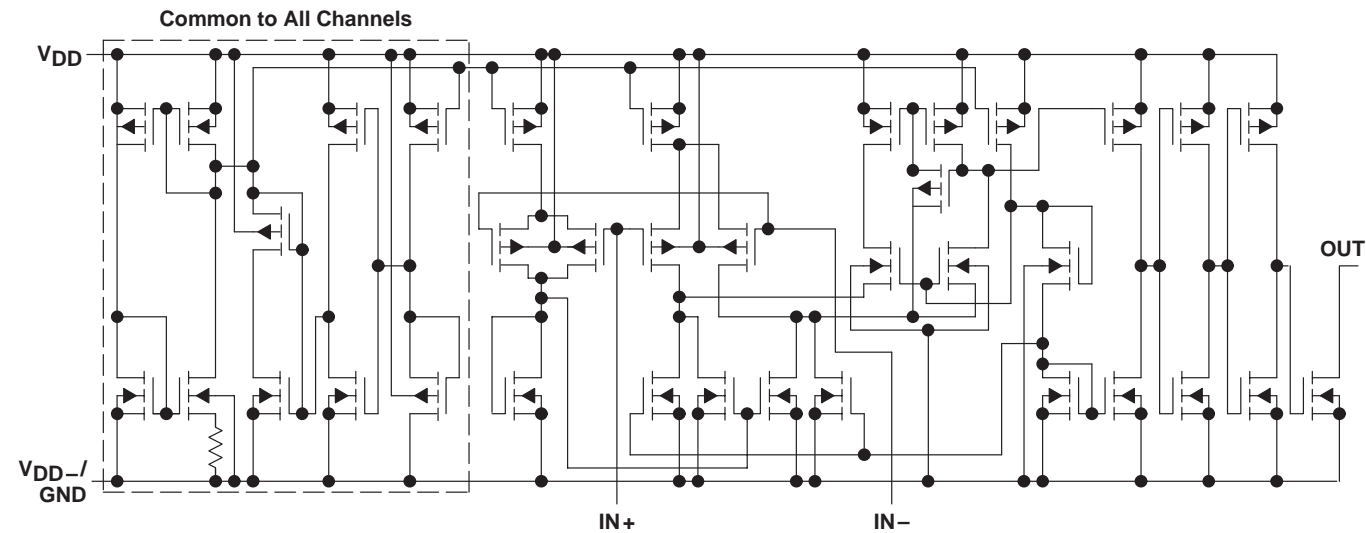 Common to All Channels
VDD
OUT
VDD−/
GND
IN+
IN−